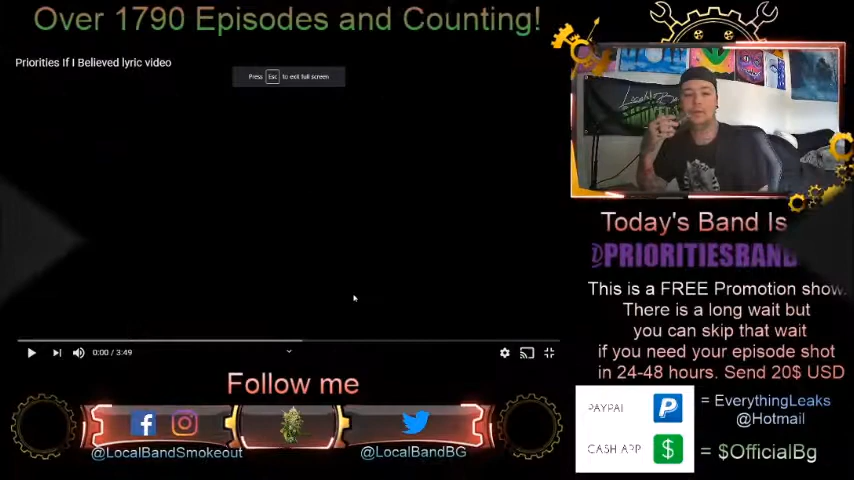 Over 1790 Episodes and Counting!
Priorities If I Believed lyric video
Press Esc to exit full screen
Today's Band Is
@PRIORITIESBAND
This is a FREE Promotion show.
There is a long wait but
you can skip that wait
if you need your episode shot
in 24-48 hours. Send 20$ USD
0:00 / 3:49
Follow me
@LocalBandSmokeout
@LocalBandBG
PAYPAL
= EverythingLeaks
@Hotmail
CASH APP
= $OfficialBg